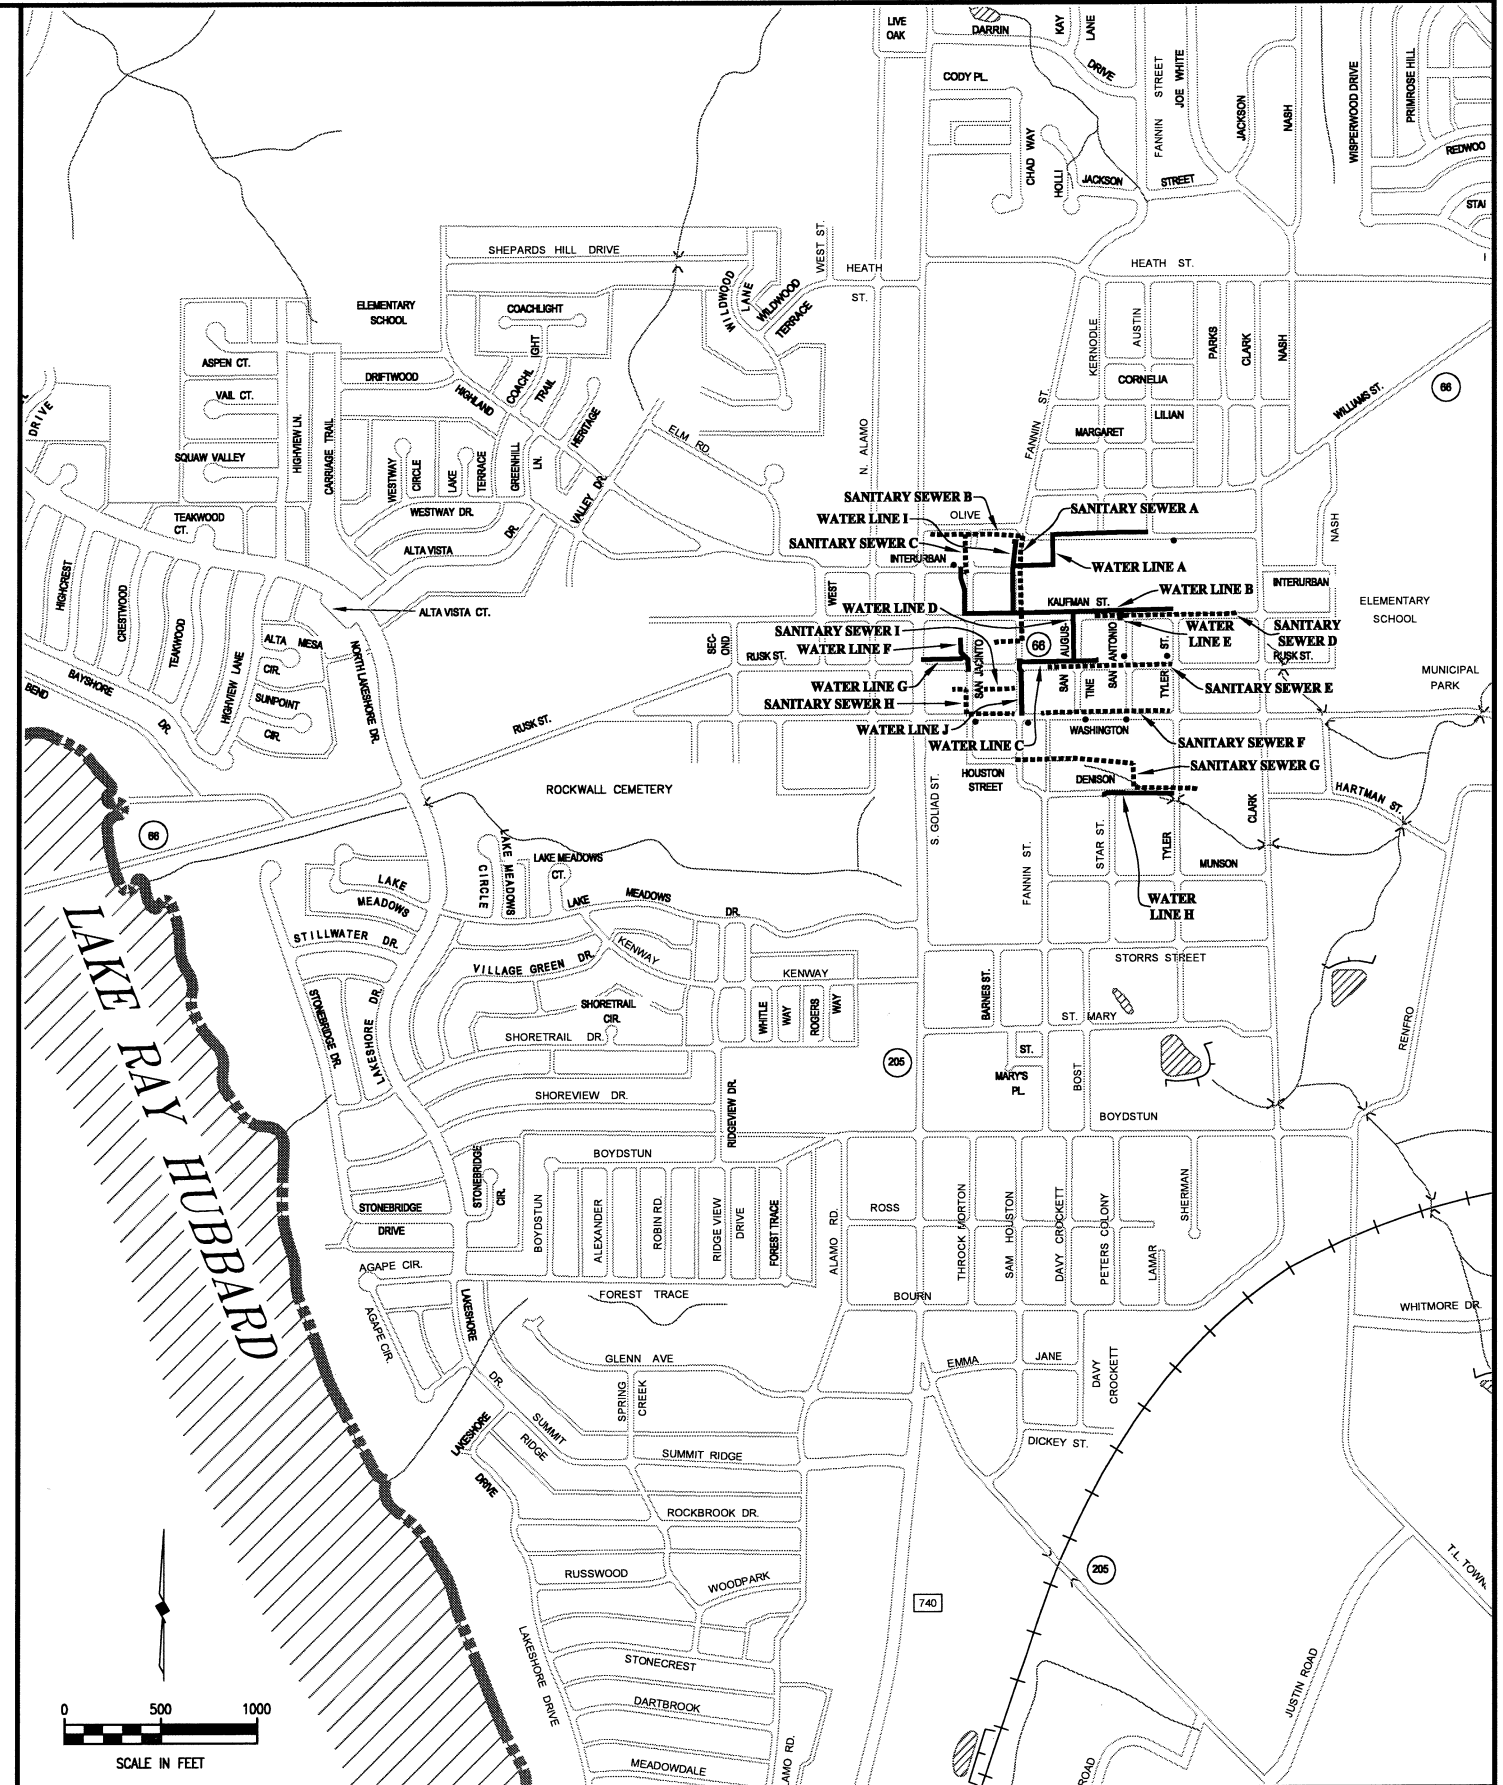 LIVE
OAK
DARRIN
DRIVE
KAY
LANE
CODY PL.
FANNIN STREET
JOE WHITE
JACKSON
NASH
WISPERWOOD DRIVE
PRIMROSE HILL
REDWOO
STAI
CHAD WAY
HOLLI
JACKSON STREET
SHEPARDS HILL DRIVE
WEST ST.
HEATH
ST.
HEATH ST.
WILDWOOD
LANE
WILDWOOD
TERRACE
ELEMENTARY
SCHOOL
COACHLIGHT
COACHL
IGHT
TRAIL
ASPEN CT.
VAIL CT.
SQUAW VALLEY
DRIVE
DRIFTWOOD
HIGHLAND
HERITAGE
HIGHVIEW LN.
CARRIAGE TRAIL
WESTWAY
CIRCLE
LAKE
TERRACE
GREENHILL
LN.
ELM RD.
N. ALAMO
FANNIN ST.
KERNODLE
AUSTIN
PARKS
CLARK
NASH
CORNELIA
LILIAN
MARGARET
WILLIAMS ST.
66
TEAKWOOD
CT.
WESTWAY DR.
VALLEY DR.
ALTA VISTA
DR.
SANITARY SEWER B
OLIVE
SANITARY SEWER A
WATER LINE I
SANITARY SEWER C
INTERURBAN
WATER LINE A
NASH
INTERURBAN
WATER LINE B
KAUFMAN ST.
WEST
WATER LINE D
ELEMENTARY
SCHOOL
HIGHCREST
CRESTWOOD
TEAKWOOD
ALTA VISTA CT.
ALTA MESA
CIR.
SUNPOINT
CIR.
HIGHVIEW LANE
NORTH LAKESHORE DR.
SEC-
OND
RUSK ST.
SANITARY SEWER I
WATER LINE F
WATER LINE G
SANITARY SEWER H
WATER LINE J
WATER LINE C
SAN JACINTO
66
SAN AUGUS
TINE
SAN ANTONIO
TYLER ST.
WATER
LINE E
SANITARY
SEWER D
RUSK ST.
SANITARY SEWER E
MUNICIPAL
PARK
BEND
BAYSHORE
DR
RUSK ST.
WASHINGTON
SANITARY SEWER F
SANITARY SEWER G
HOUSTON
STREET
DENISON
ROCKWALL CEMETERY
S. GOLIAD ST.
CLARK
HARTMAN ST.
66
FANNIN ST.
STAR ST.
TYLER
MUNSON
WATER
LINE H
LAKE MEADOWS
CIRCLE
LAKE MEADOWS
CT.
LAKE
MEADOWS
LAKE
MEADOWS
DR.
STILLWATER DR.
KENWAY
VILLAGE GREEN DR.
KENWAY
STORRS STREET
BARNES ST.
STONEBRIDGE DR.
LAKESHORE DR.
SHORETRAIL
CIR.
SHORETRAIL DR.
WHITLE
WAY
ROGERS
WAY
ST. MARY
RENFRO
205
ST.
MARY'S
PL.
BOST
SHOREVIEW DR.
RIDGEVIEW DR.
BOYDSTUN
BOYDSTUN
STONEBRIDGE
CIR.
STONEBRIDGE
DRIVE
BOYDSTUN
ALEXANDER
ROBIN RD.
RIDGE VIEW
DRIVE
FOREST TRACE
ALAMO RD.
ROSS
THROCK MORTON
SAM HOUSTON
DAVY CROCKETT
PETERS COLONY
LAMAR
SHERMAN
AGAPE CIR.
AGAPE CIR.
LAKESHORE
DR.
FOREST TRACE
BOURN
WHITMORE DR.
GLENN AVE
SPRING
CREEK
EMMA
JANE
DAVY
CROCKETT
LAKESHORE
DRIVE
SUMMIT
RIDGE
SUMMIT RIDGE
DICKEY ST.
ROCKBROOK DR.
RUSSWOOD
WOODPARK
205
740
T.L. TOWN
LAKESHORE DRIVE
STONECREST
DARTBROOK
MEADOWDALE
AMO RD.
JUSTIN ROAD
ROAD
LAKE RAY HUBBARD
0 500 1000
SCALE IN FEET